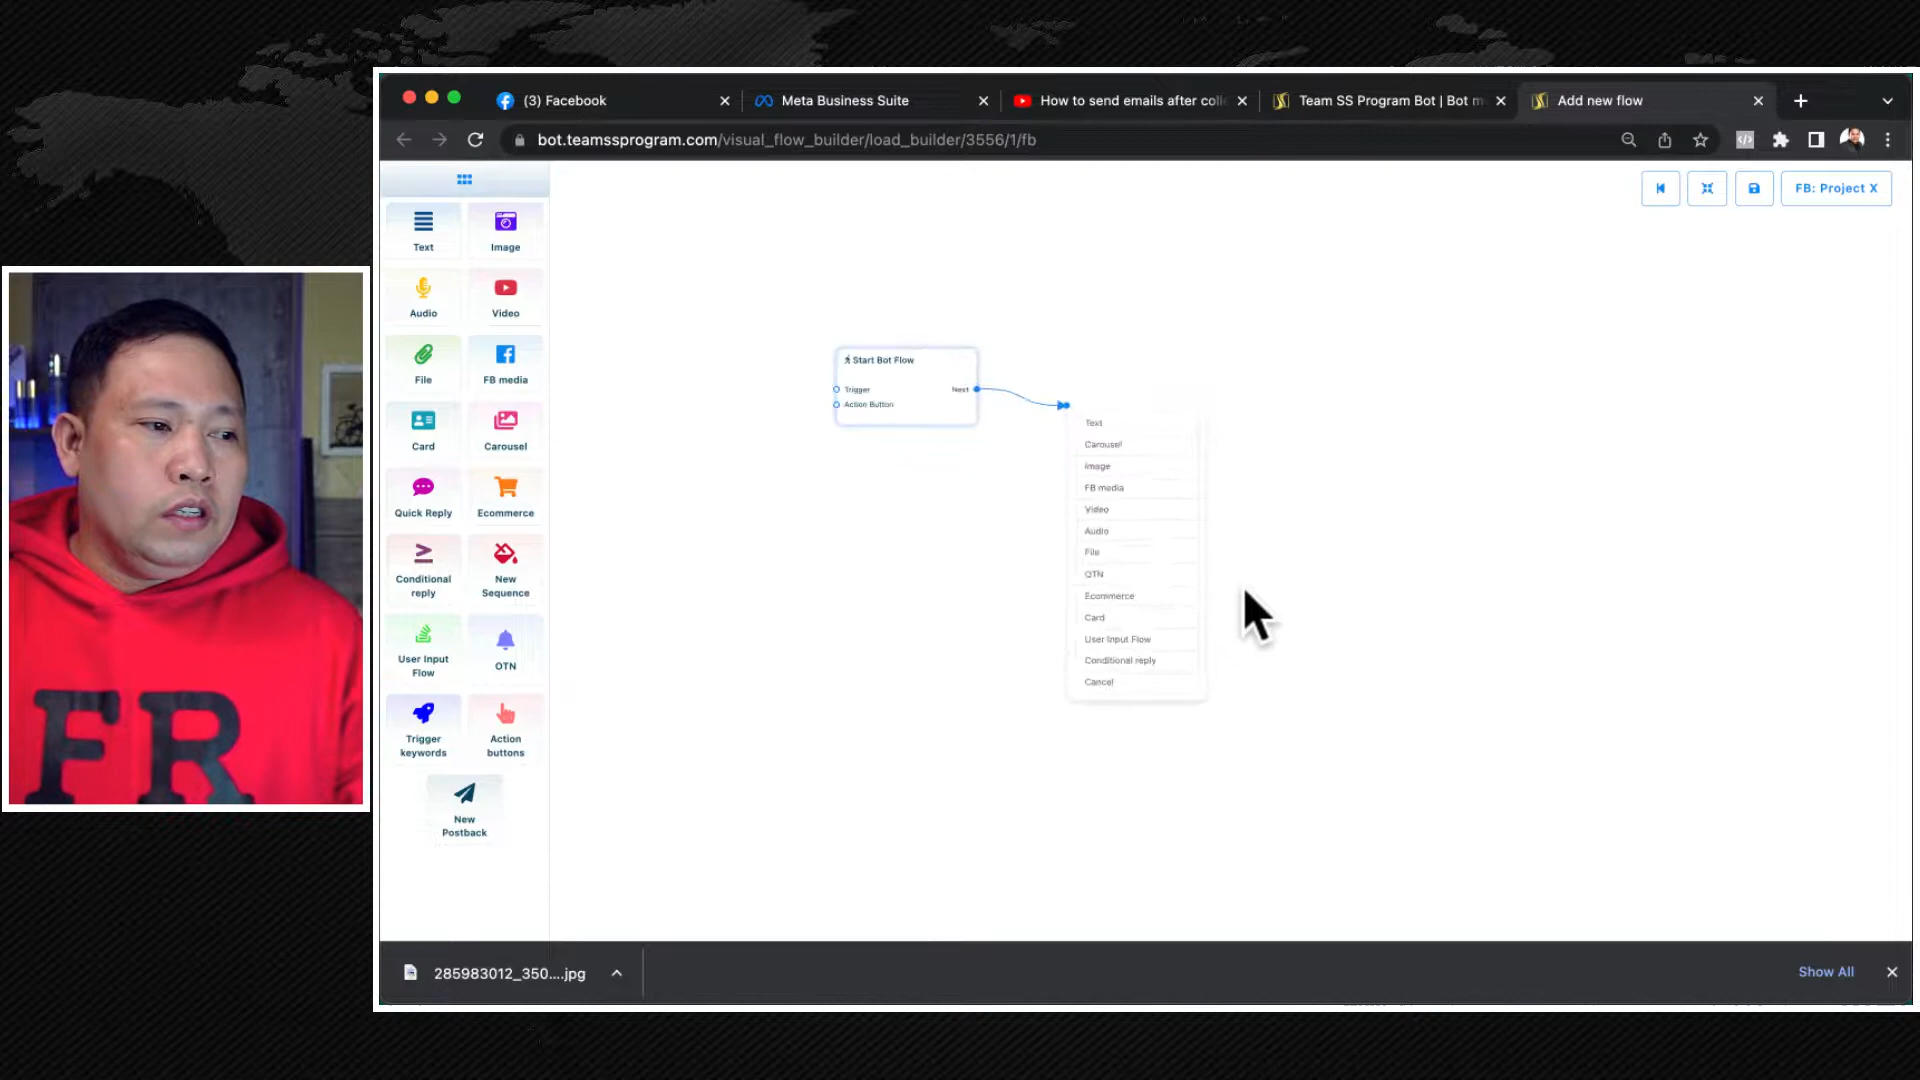 (3) Facebook
Meta Business Suite
How to send emails after colle
Team SS Program Bot | Bot m
Add new flow
bot.teamssprogram.com/visual_flow_builder/load_builder/3556/1/fb
FB: Project X
Text
Image
Audio
Video
File
FB media
Card
Carousel
Quick Reply
Ecommerce
Conditional
reply
New
Sequence
User Input
Flow
OTN
Trigger
keywords
Action
buttons
New
Postback
Start Bot Flow
Trigger
Next
Action Button
Text
Carousel
Image
FB media
Video
Audio
File
OTN
Ecommerce
Card
User Input Flow
Conditional reply
Cancel
FR
285983012_350....jpg
Show All